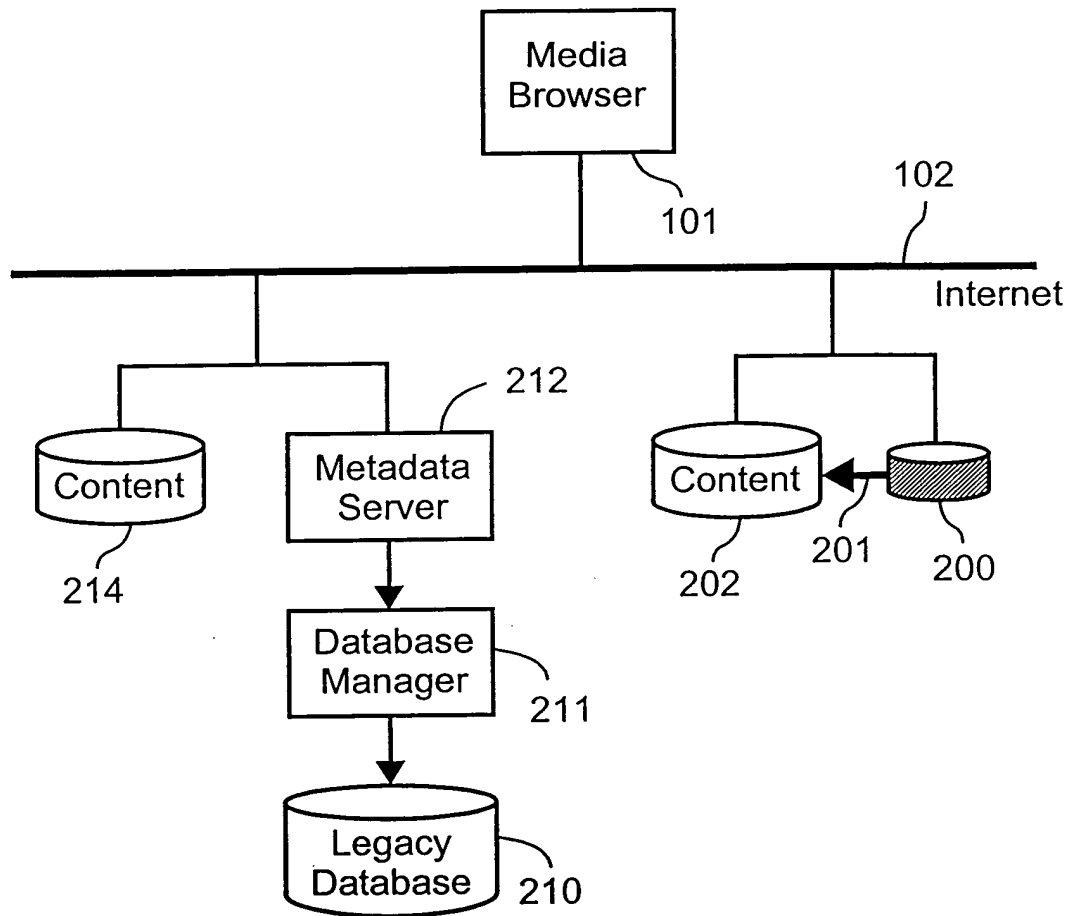 Media
Browser
101
102
Internet
212
Content
214
Metadata
Server
Content
202
201
200
Database
Manager
211
Legacy
Database
210